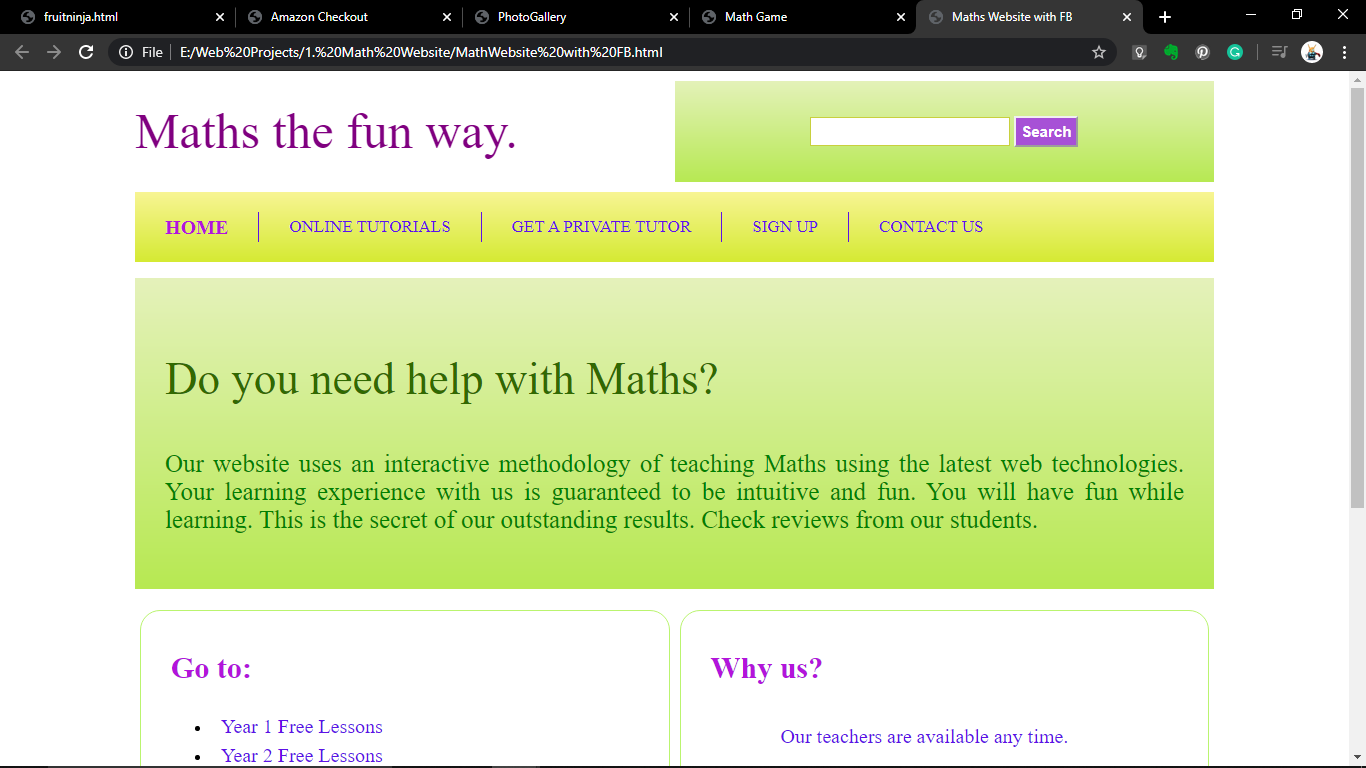 fruitninja.html
Amazon Checkout
PhotoGallery
Math Game
Maths Website with FB
File
E:/Web%20Projects/1.%20Math%20Website/MathWebsite%20with%20FB.html
Maths the fun way.
Search
HOME
ONLINE TUTORIALS
GET A PRIVATE TUTOR
SIGN UP
CONTACT US
Do you need help with Maths?
Our website uses an interactive methodology of teaching Maths using the latest web technologies.
Your learning experience with us is guaranteed to be intuitive and fun. You will have fun while
learning. This is the secret of our outstanding results. Check reviews from our students.
Go to:
Year 1 Free Lessons
Year 2 Free Lessons
Why us?
Our teachers are available any time.